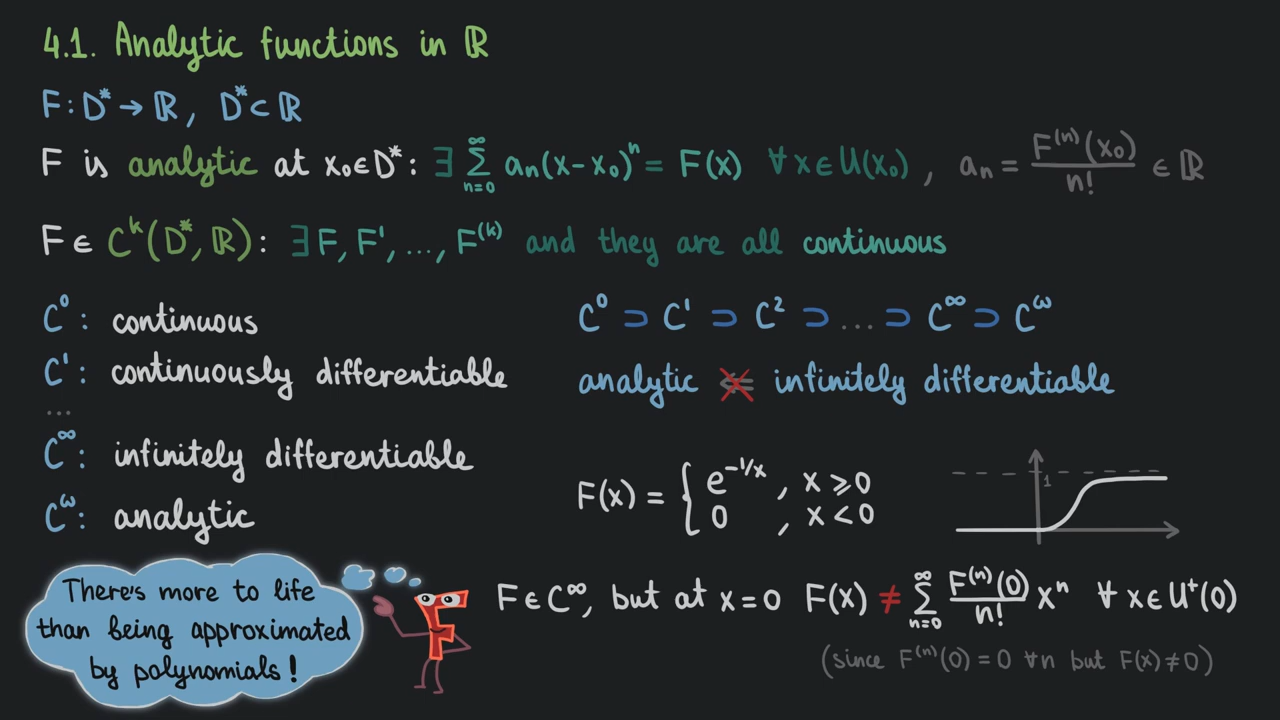 4.1. Analytic functions in ℝ
F: D* → ℝ, D* ⊂ ℝ
F is analytic at x₀ ∈ D*: ∃ ∑_{n=0}^{∞} aₙ(x-x₀)ⁿ = F(x) ∀ x ∈ U(x₀), aₙ = F⁽ⁿ⁾(x₀)/n! ∈ ℝ
F ∈ Cᵏ(D*, ℝ): ∃ F, F', ..., F⁽ᵏ⁾ and they are all continuous
C⁰: continuous
C¹: continuously differentiable
...
C^∞: infinitely differentiable
C^ω: analytic
C⁰ ⊃ C¹ ⊃ C² ⊃ ... ⊃ C^∞ ⊃ C^ω
analytic ⇐ infinitely differentiable
F(x) = { e^{-1/x}, x ⩾ 0
0, x < 0
1
F ∈ C^∞, but at x=0 F(x) ≠ ∑_{n=0}^{∞} F⁽ⁿ⁾(0)/n! xⁿ ∀ x ∈ U⁺(0)
(since F⁽ⁿ⁾(0) = 0 ∀n but F(x) ≠ 0)
There's more to life
than being approximated
by polynomials!